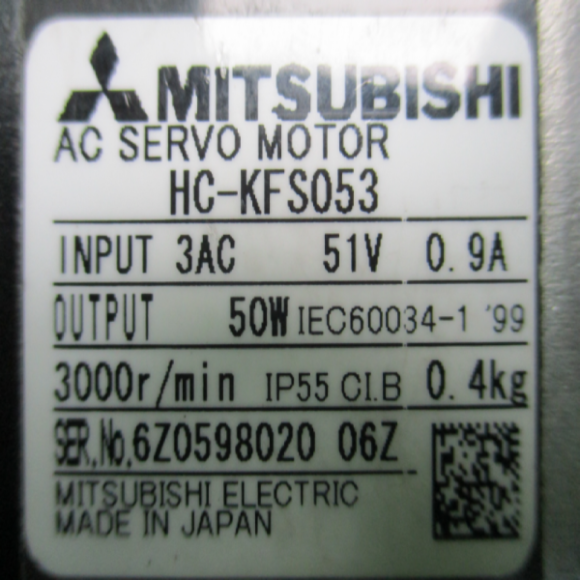 MITSUBISHI
AC SERVO MOTOR
HC-KFS053
INPUT 3AC 51V 0.9A
OUTPUT 50W IEC60034-1 '99
3000r/min IP55 CI.B 0.4kg
SER.No.6Z0598020 06Z
MITSUBISHI ELECTRIC
MADE IN JAPAN